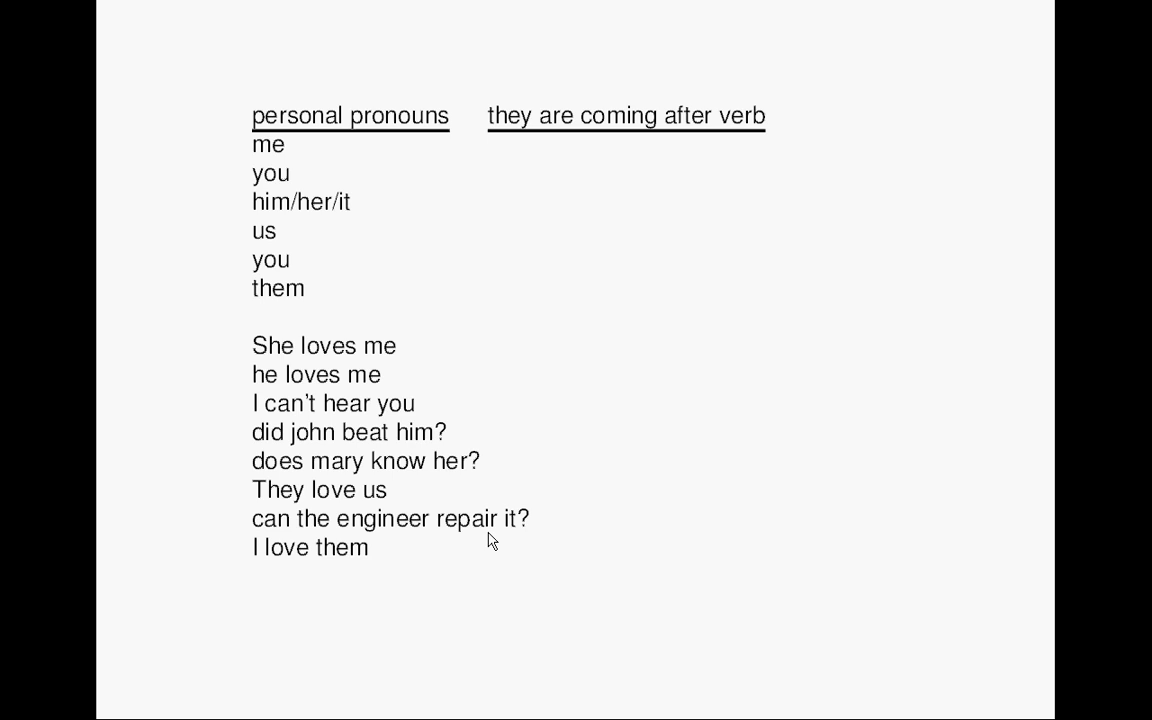 personal pronouns they are coming after verb
me
you
him/her/it
us
you
them
She loves me
he loves me
I can't hear you
did john beat him?
does mary know her?
They love us
can the engineer repair it?
I love them